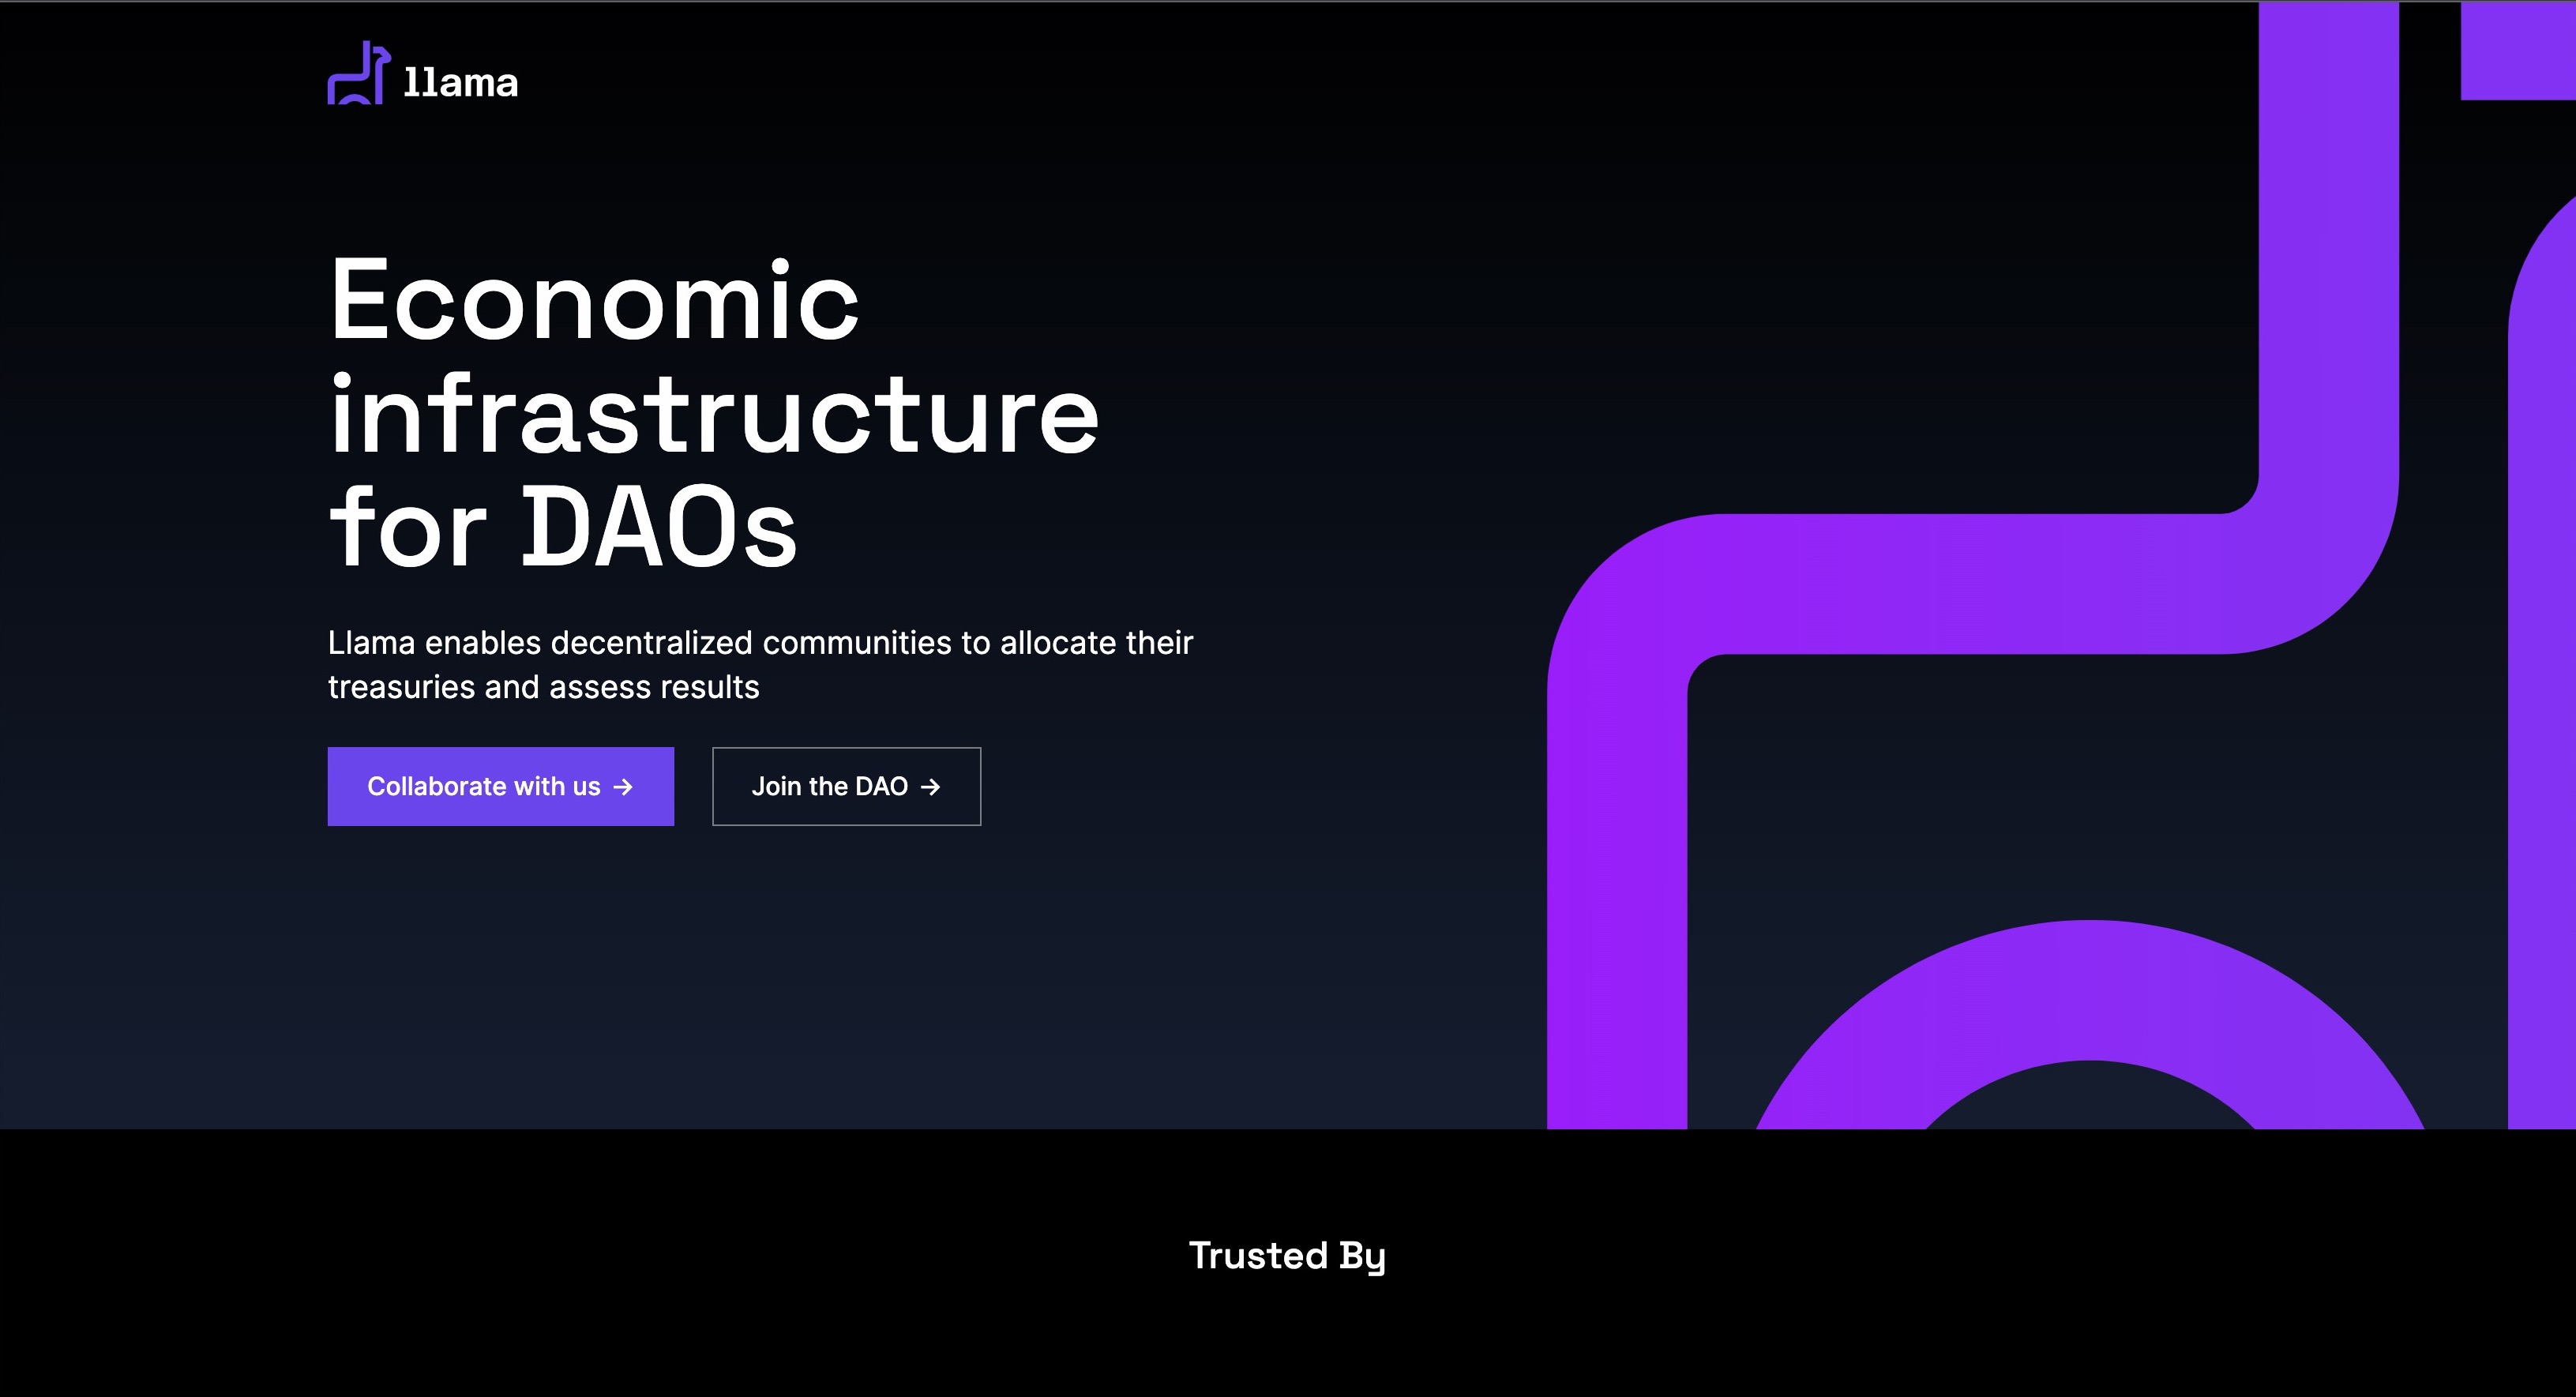 llama
Economic
infrastructure
for DAOs
Llama enables decentralized communities to allocate their
treasuries and assess results
Collaborate with us →
Join the DAO →
Trusted By